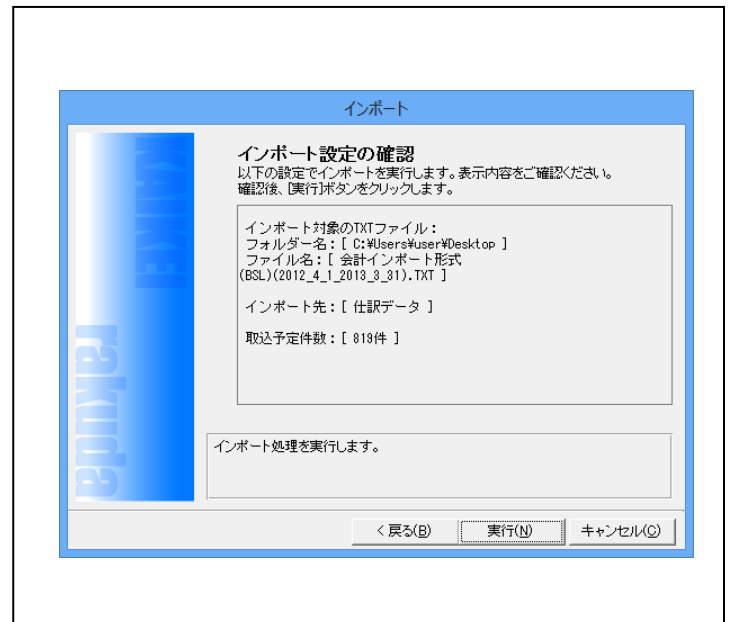 インポート
インポート設定の確認
以下の設定でインポートを実行します。表示内容をご確認ください。
確認後、[実行]ボタンをクリックします。
インポート対象のTXTファイル：
フォルダー名：[ C:¥Users¥user¥Desktop ]
ファイル名：[ 会計インポート形式
(BSL)(2012_4_1_2013_3_31).TXT ]
インポート先：[ 仕訳データ ]
取込予定件数：[ 819件 ]
インポート処理を実行します。
KAIKEI
rakuda
< 戻る(B)
実行(N)
キャンセル(C)